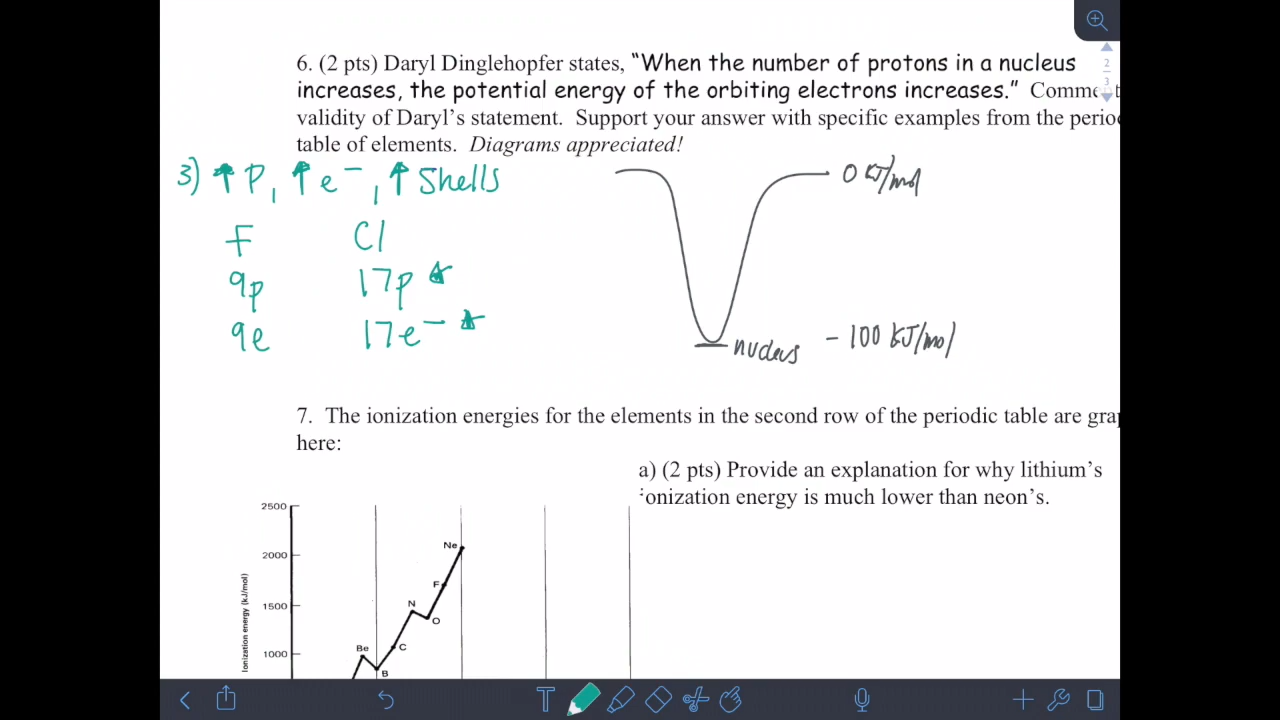 6. (2 pts) Daryl Dinglehopfer states, “When the number of protons in a nucleus
increases, the potential energy of the orbiting electrons increases.” Comme
validity of Daryl’s statement. Support your answer with specific examples from the perio
table of elements. Diagrams appreciated!
3) ↑ P, ↑ e⁻, ↑ Shells
F Cl
9p 17p
9e 17e⁻
0 kJ/mol
nucleus - 100 kJ/mol
7. The ionization energies for the elements in the second row of the periodic table are gra
here:
a) (2 pts) Provide an explanation for why lithium’s
ionization energy is much lower than neon’s.
2500
2000
1500
1000
Ionization energy (kJ/mol)
Ne
F
N
O
C
Be
B
2
3
T